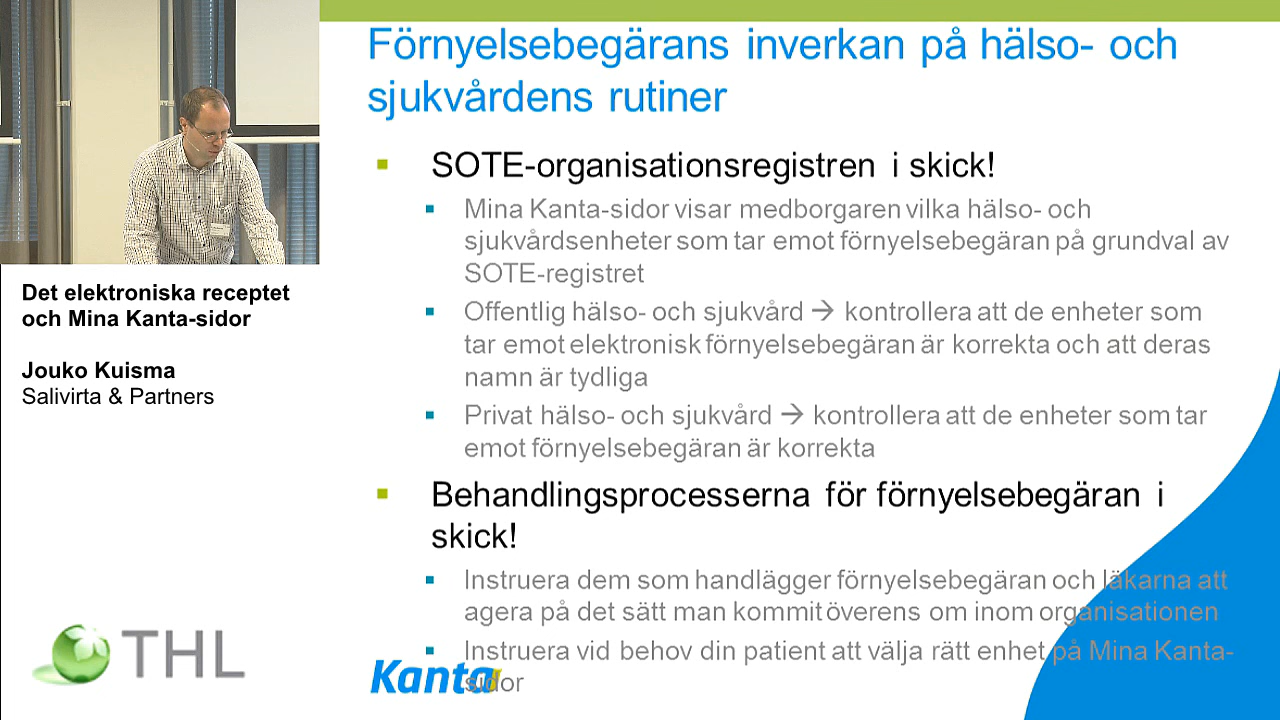 Förnyelsebegärans inverkan på hälso- och
sjukvårdens rutiner
SOTE-organisationsregistren i skick!
Mina Kanta-sidor visar medborgaren vilka hälso- och
sjukvårdsenheter som tar emot förnyelsebegäran på grundval av
SOTE-registret
Offentlig hälso- och sjukvård → kontrollera att de enheter som
tar emot elektronisk förnyelsebegäran är korrekta och att deras
namn är tydliga
Privat hälso- och sjukvård → kontrollera att de enheter som tar
emot förnyelsebegäran är korrekta
Behandlingsprocesserna för förnyelsebegäran i
skick!
Instruera dem som handlägger förnyelsebegäran och läkarna att
agera på det sätt man kommit överens om inom organisationen
Instruera vid behov din patient att välja rätt enhet på Mina Kanta-
sidor
Kanta
Det elektroniska receptet
och Mina Kanta-sidor
Jouko Kuisma
Salivirta & Partners
THL